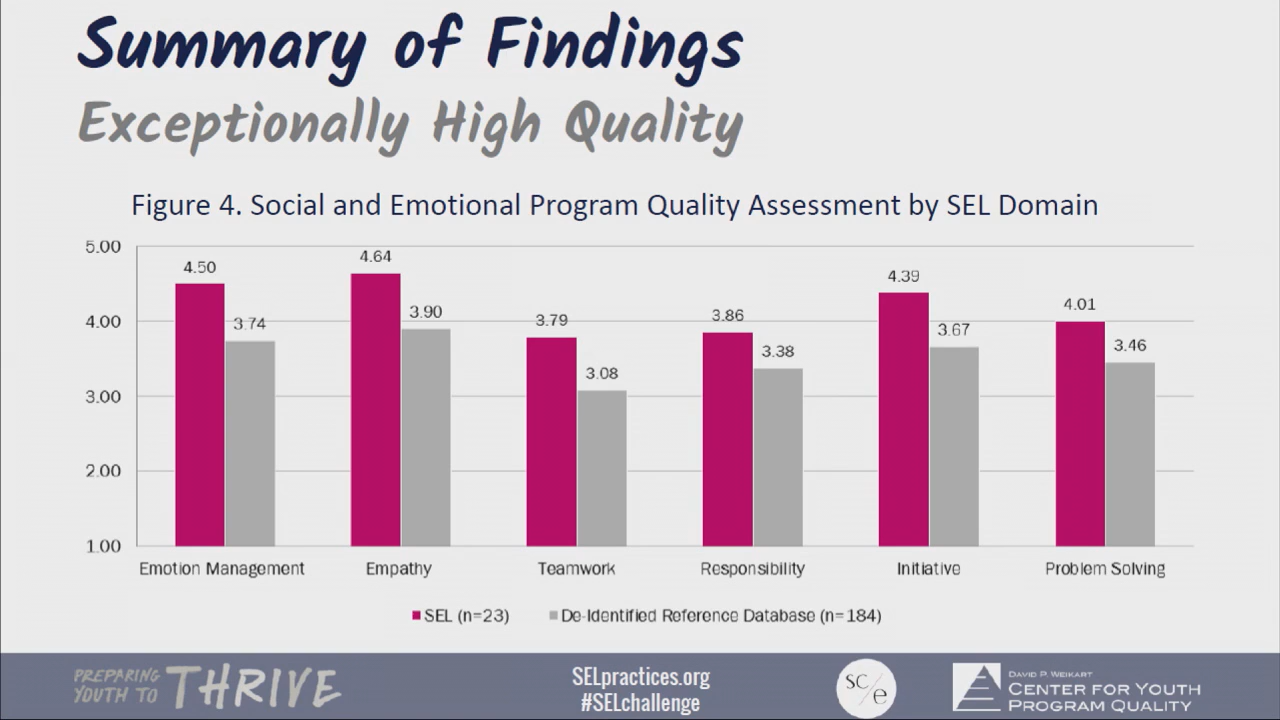 Summary of Findings
Exceptionally High Quality
Figure 4. Social and Emotional Program Quality Assessment by SEL Domain
5.00
4.00
3.00
2.00
1.00
4.50
3.74
4.64
3.90
3.79
3.08
3.86
3.38
4.39
3.67
4.01
3.46
Emotion Management
Empathy
Teamwork
Responsibility
Initiative
Problem Solving
SEL (n=23)
De-Identified Reference Database (n=184)
PREPARING
YOUTH TO THRIVE
SELpractices.org
#SELchallenge
sc/e
DAVID P. WEIKART
CENTER FOR YOUTH
PROGRAM QUALITY